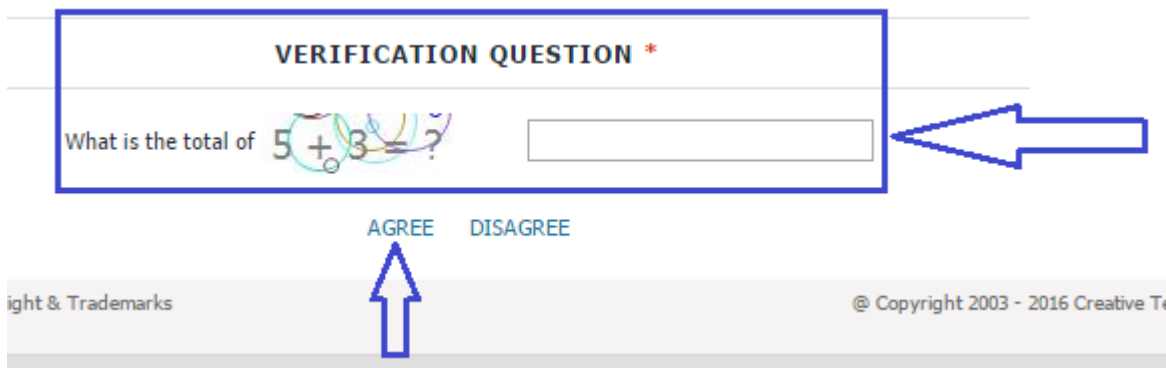 VERIFICATION QUESTION *
What is the total of 5 + 3 = ?
AGREE DISAGREE
ight & Trademarks @ Copyright 2003 - 2016 Creative Te